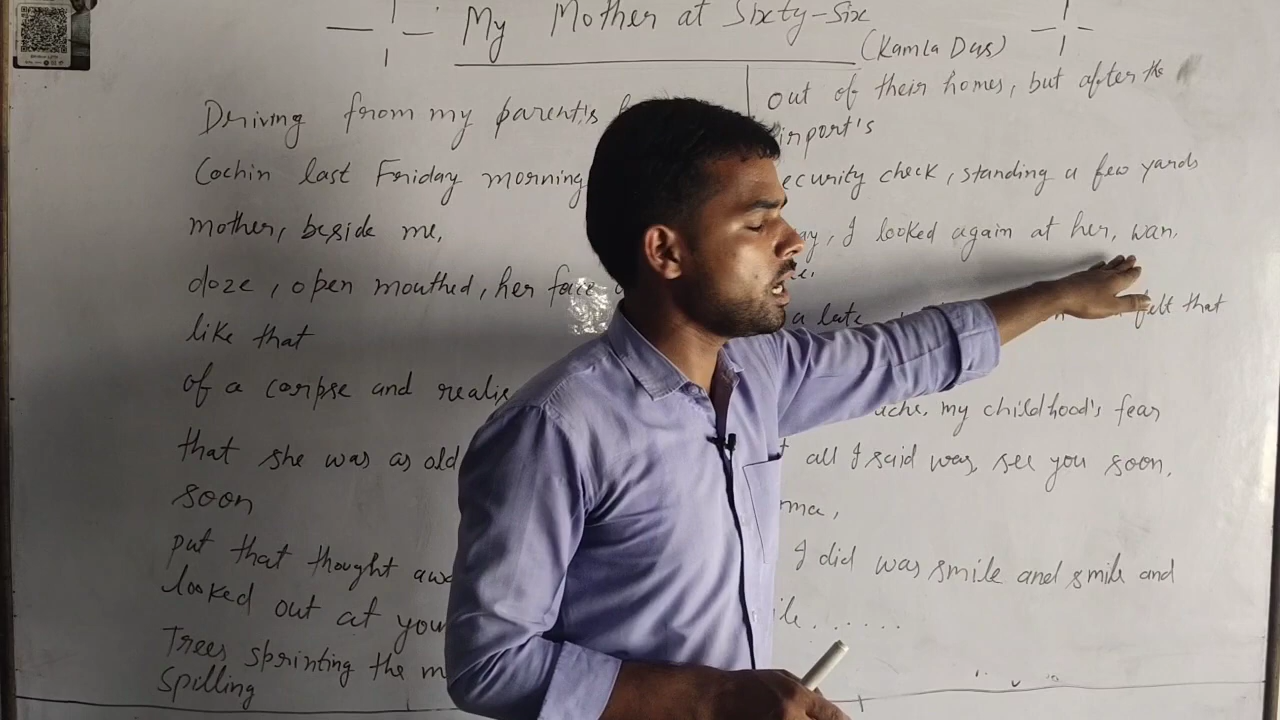 My Mother at Sixty-Six
(Kamla Das)
Driving from my parent's
Cochin last Friday morning
mother, beside me,
doze, open mouthed, her face
like that
of a corpse and realis
that she was as old
soon
put that thought awa
looked out at you
Trees sprinting the m
Spilling
out of their homes, but after the
irport's
ecurity check, standing a few yards
ay, I looked again at her, wan,
a late felt that
ache, my childhood's fear
all I said was, see you soon,
mma,
I did was smile and smile and
ile ......